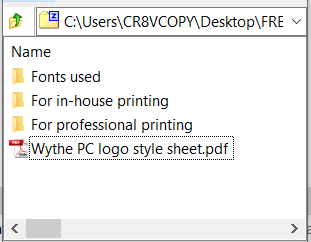 C:\Users\CR8VCOPY\Desktop\FRE
Name
Fonts used
For in-house printing
For professional printing
Wythe PC logo style sheet.pdf